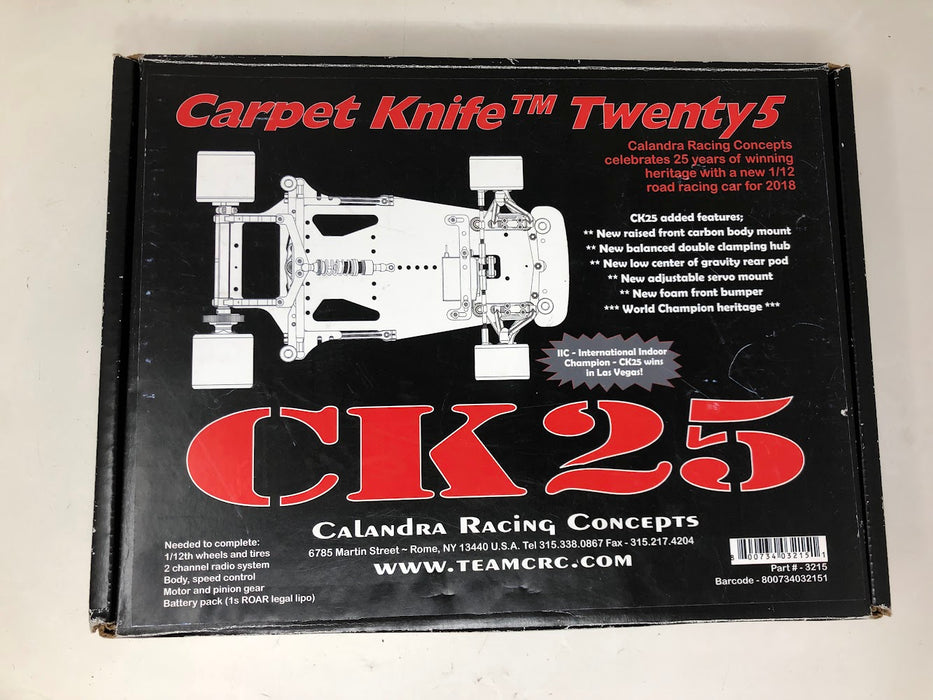 Carpet Knife™ Twenty5
Calandra Racing Concepts
celebrates 25 years of winning
heritage with a new 1/12
road racing car for 2018
CK25 added features;
** New raised front carbon body mount
** New balanced double clamping hub
** New low center of gravity rear pod
** New adjustable servo mount
** New foam front bumper
*** World Champion heritage ***
IIC - International Indoor
Champion - CK25 wins
in Las Vegas!
CK25
Calandra Racing Concepts
6785 Martin Street ~ Rome, NY 13440 U.S.A. Tel 315.338.0867 Fax - 315.217.4204
www.teamcrc.com
Needed to complete:
1/12th wheels and tires
2 channel radio system
Body, speed control
Motor and pinion gear
Battery pack (1s ROAR legal lipo)
8 00734 03215 1
Part # - 3215
Barcode - 800734032151